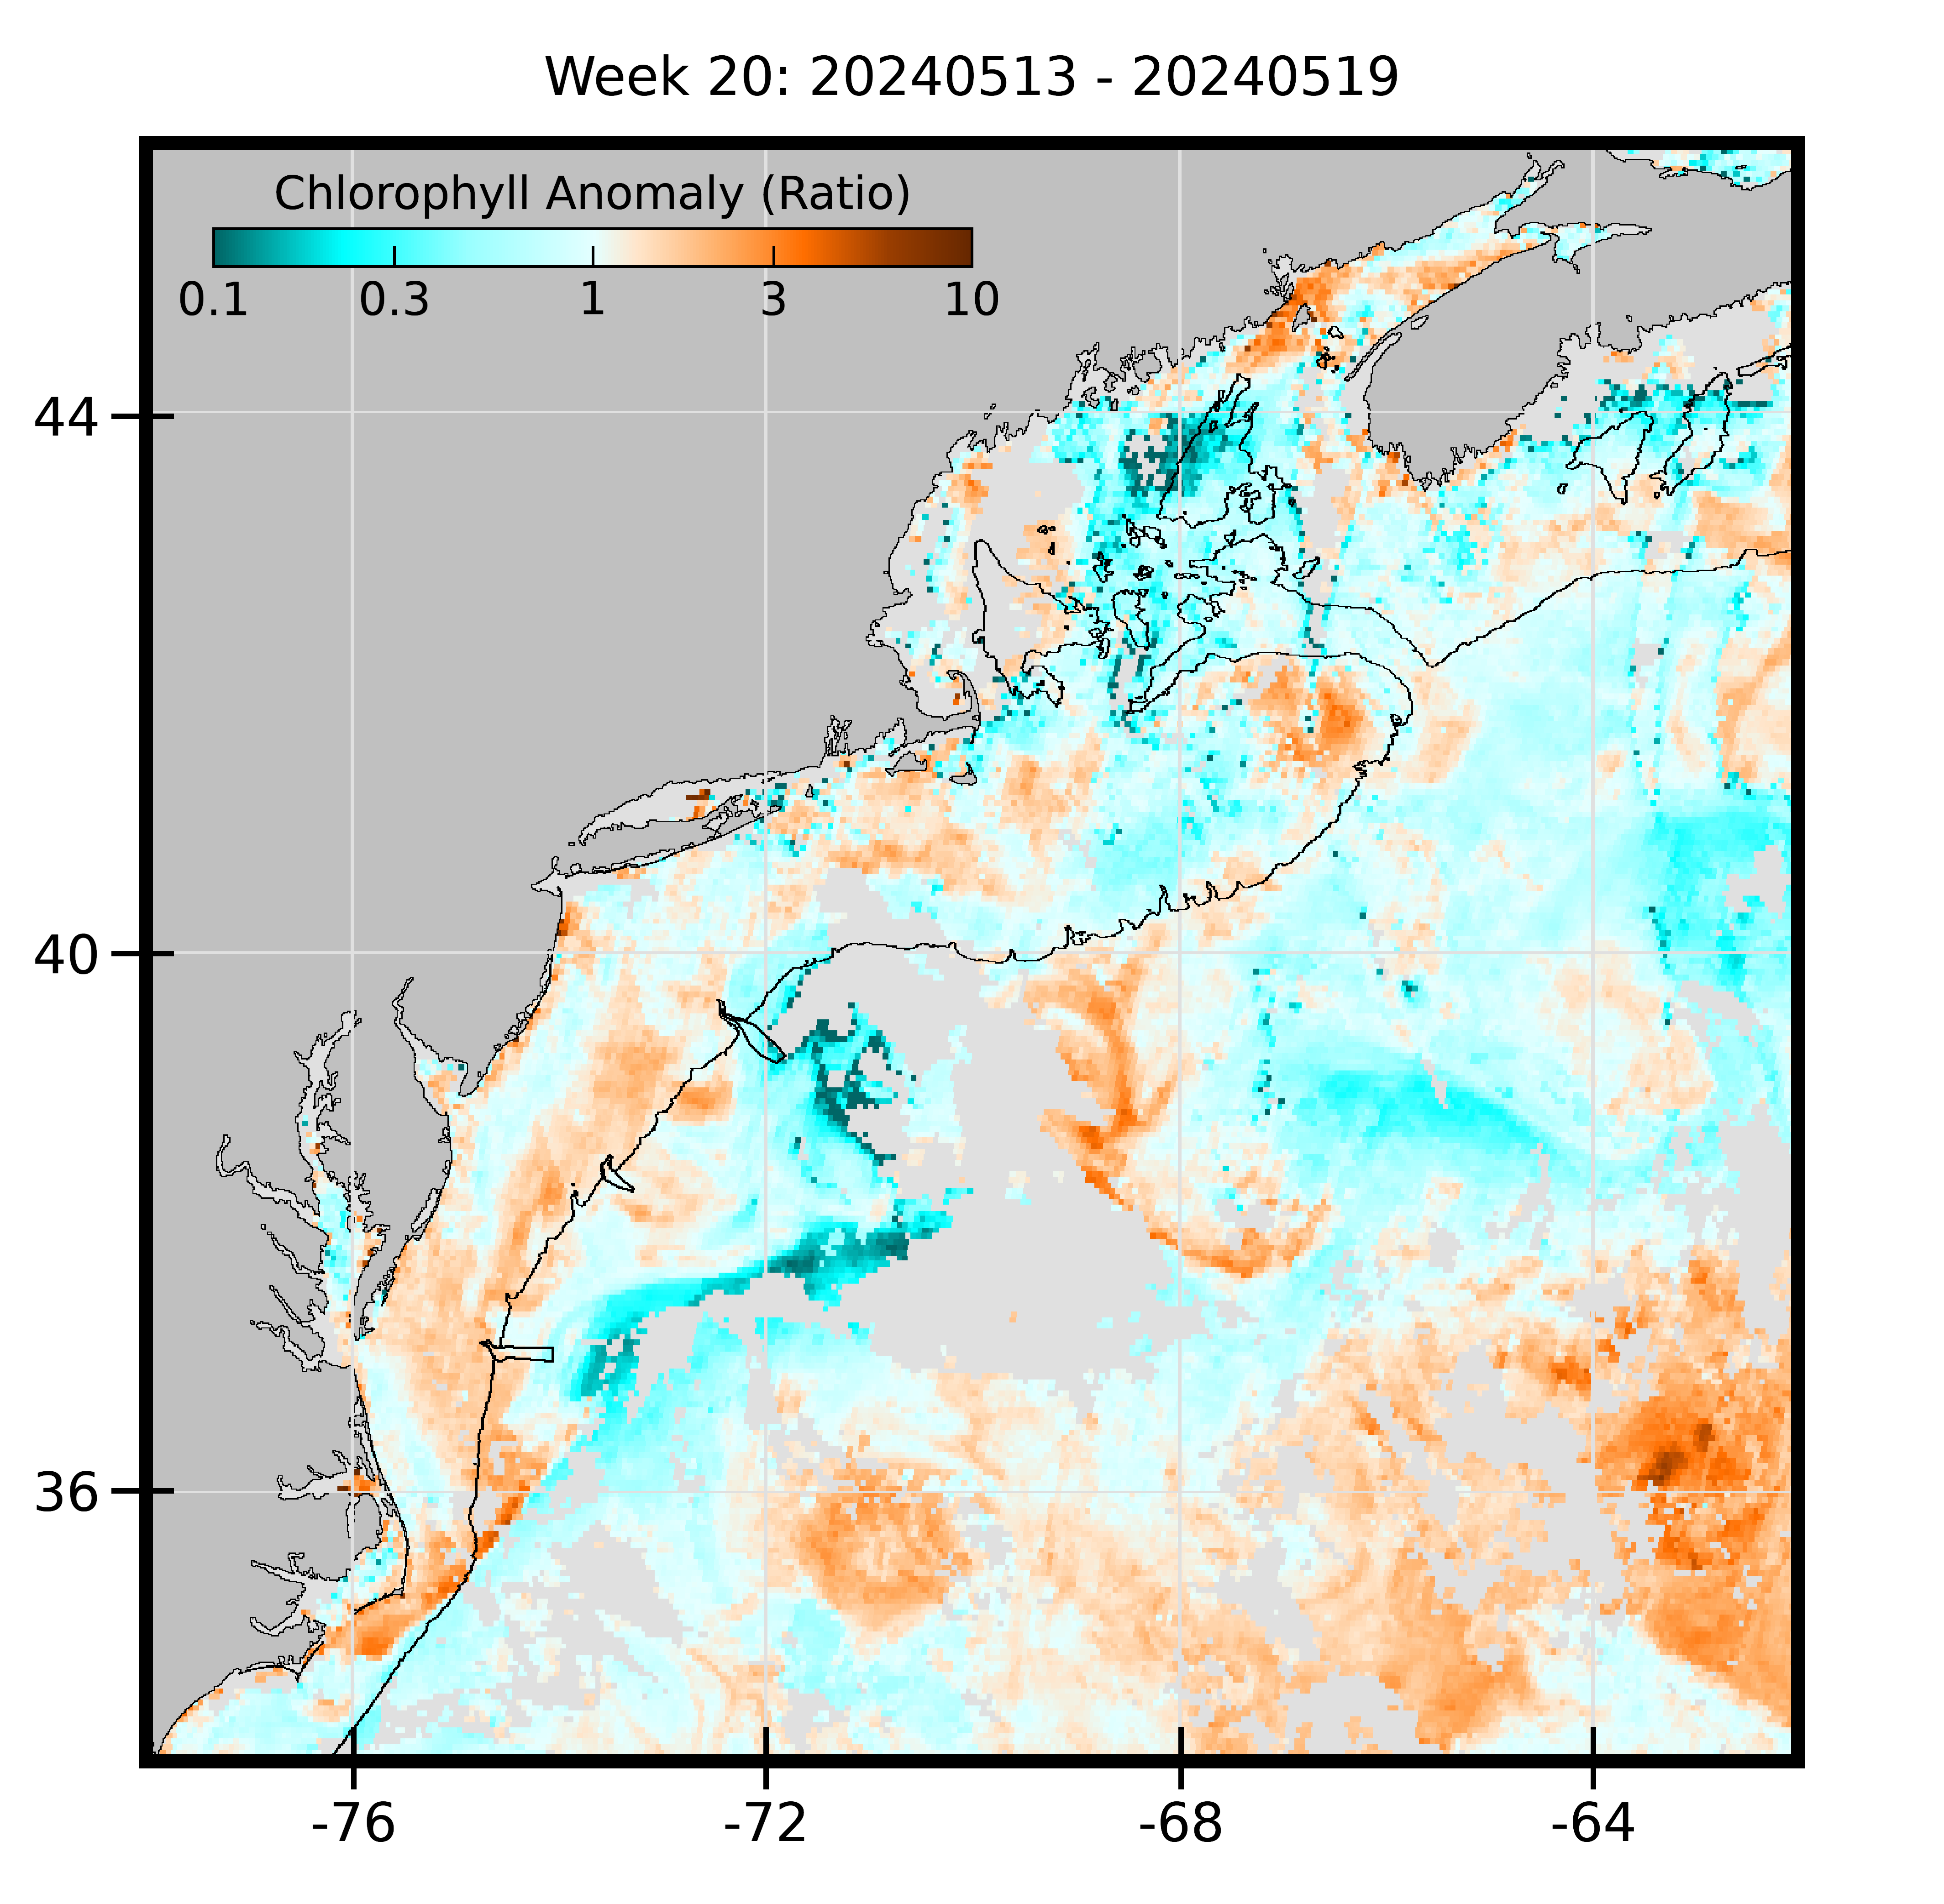 Week 20: 20240513 - 20240519
Chlorophyll Anomaly (Ratio)
0.1 0.3 1 3 10
44
40
36
-76 -72 -68 -64